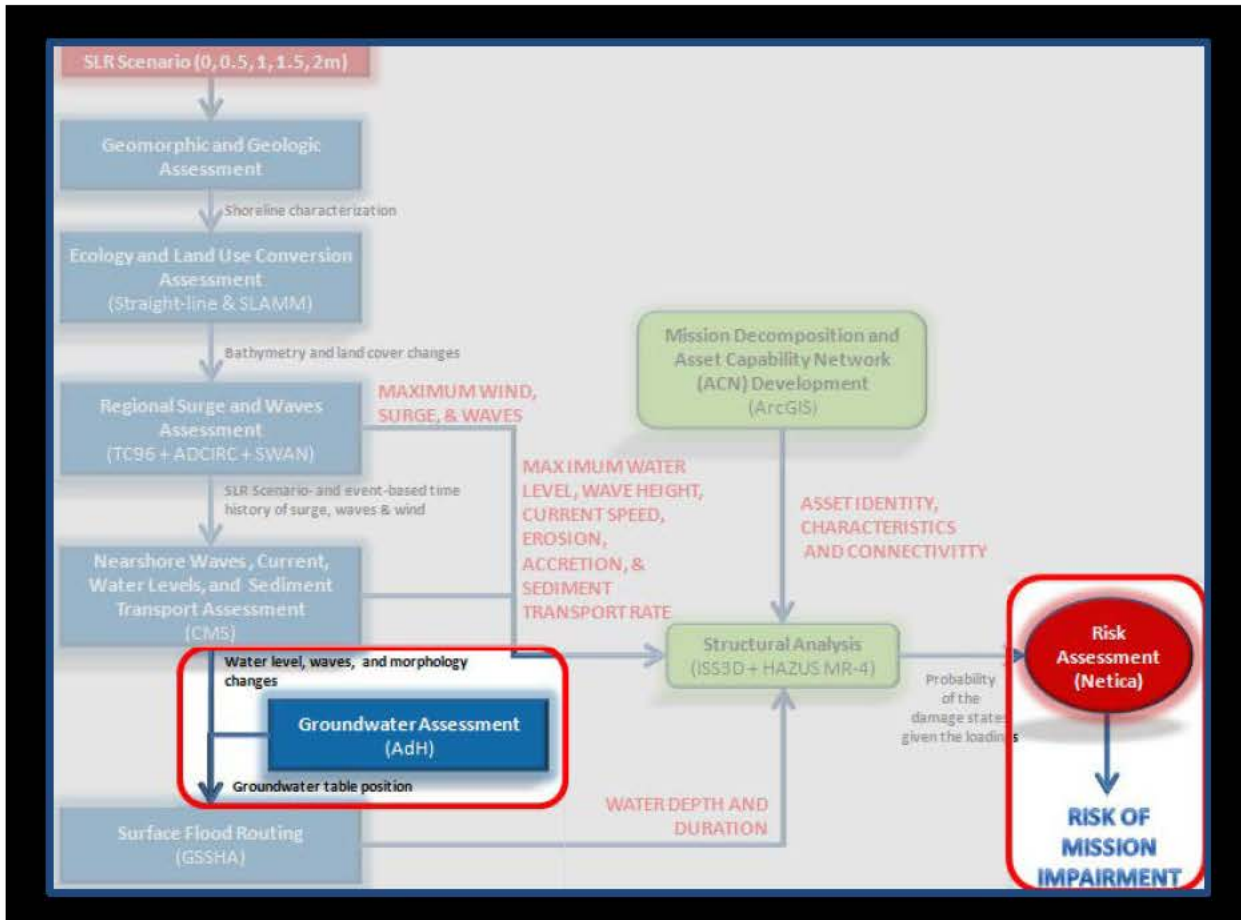 SLR Scenario (0, 0.5, 1, 1.5, 2m)
Geomorphic and Geologic
Assessment
Shoreline characterization
Ecology and Land Use Conversion
Assessment
(Straight-line & SLAMM)
Bathymetry and land cover changes
Regional Surge and Waves
Assessment
(TC96 + ADCIRC + SWAN)
MAXIMUM WIND,
SURGE, & WAVES
SLR Scenario- and event-based time
history of surge, waves & wind
Nearshore Waves, Current,
Water Levels, and Sediment
Transport Assessment
(CMS)
MAXIMUM WATER
LEVEL, WAVE HEIGHT,
CURRENT SPEED,
EROSION,
ACCRETION, &
SEDIMENT
TRANSPORT RATE
Mission Decomposition and
Asset Capability Network
(ACN) Development
(ArcGIS)
ASSET IDENTITY,
CHARACTERISTICS
AND CONNECTIVITTY
Water level, waves, and morphology
changes
Groundwater Assessment
(AdH)
Groundwater table position
Surface Flood Routing
(GSSHA)
WATER DEPTH AND
DURATION
Structural Analysis
(ISS3D + HAZUS MR-4)
Probability
of the
damage states
given the loadings
Risk
Assessment
(Netica)
RISK OF
MISSION
IMPAIRMENT